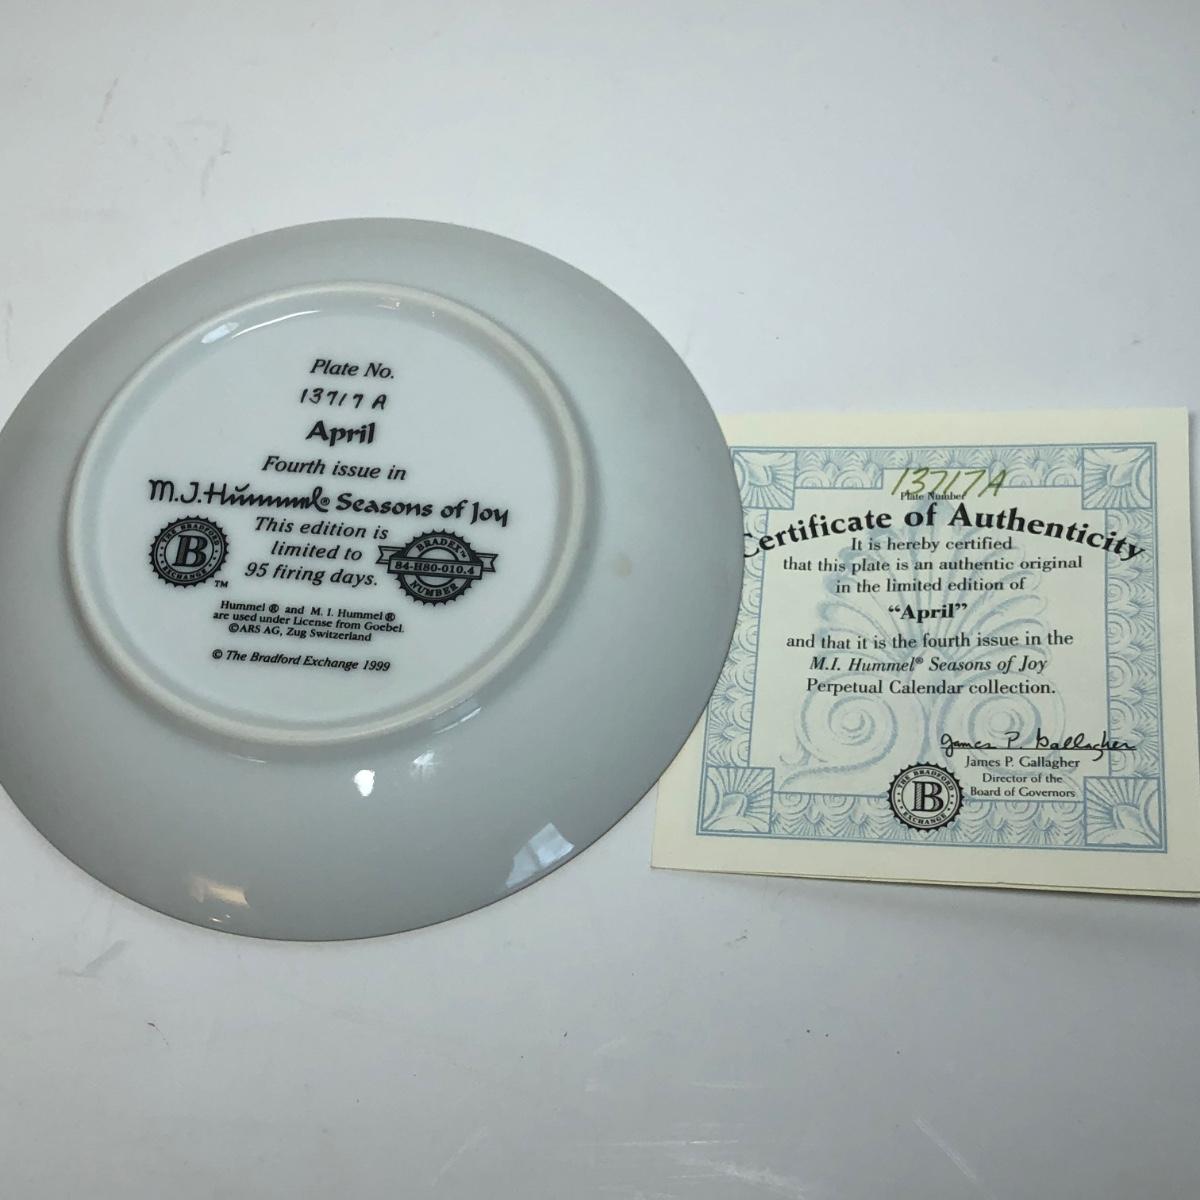 Plate No.
13717 A
April
Fourth issue in
M.J.Hummel® Seasons of Joy
This edition is
limited to
95 firing days.
THE BRADFORD
B
EXCHANGE
TM
BRADEX™
84-H80-010.4
NUMBER
Hummel ® and M. I. Hummel ®
are used under License from Goebel.
©ARS AG, Zug Switzerland
© The Bradford Exchange 1999
13717A
Plate Number
Certificate of Authenticity
It is hereby certified
that this plate is an authentic original
in the limited edition of
“April”
and that it is the fourth issue in the
M.I. Hummel® Seasons of Joy
Perpetual Calendar collection.
James P. Gallagher
James P. Gallagher
Director of the
Board of Governors
THE BRADFORD
B
EXCHANGE